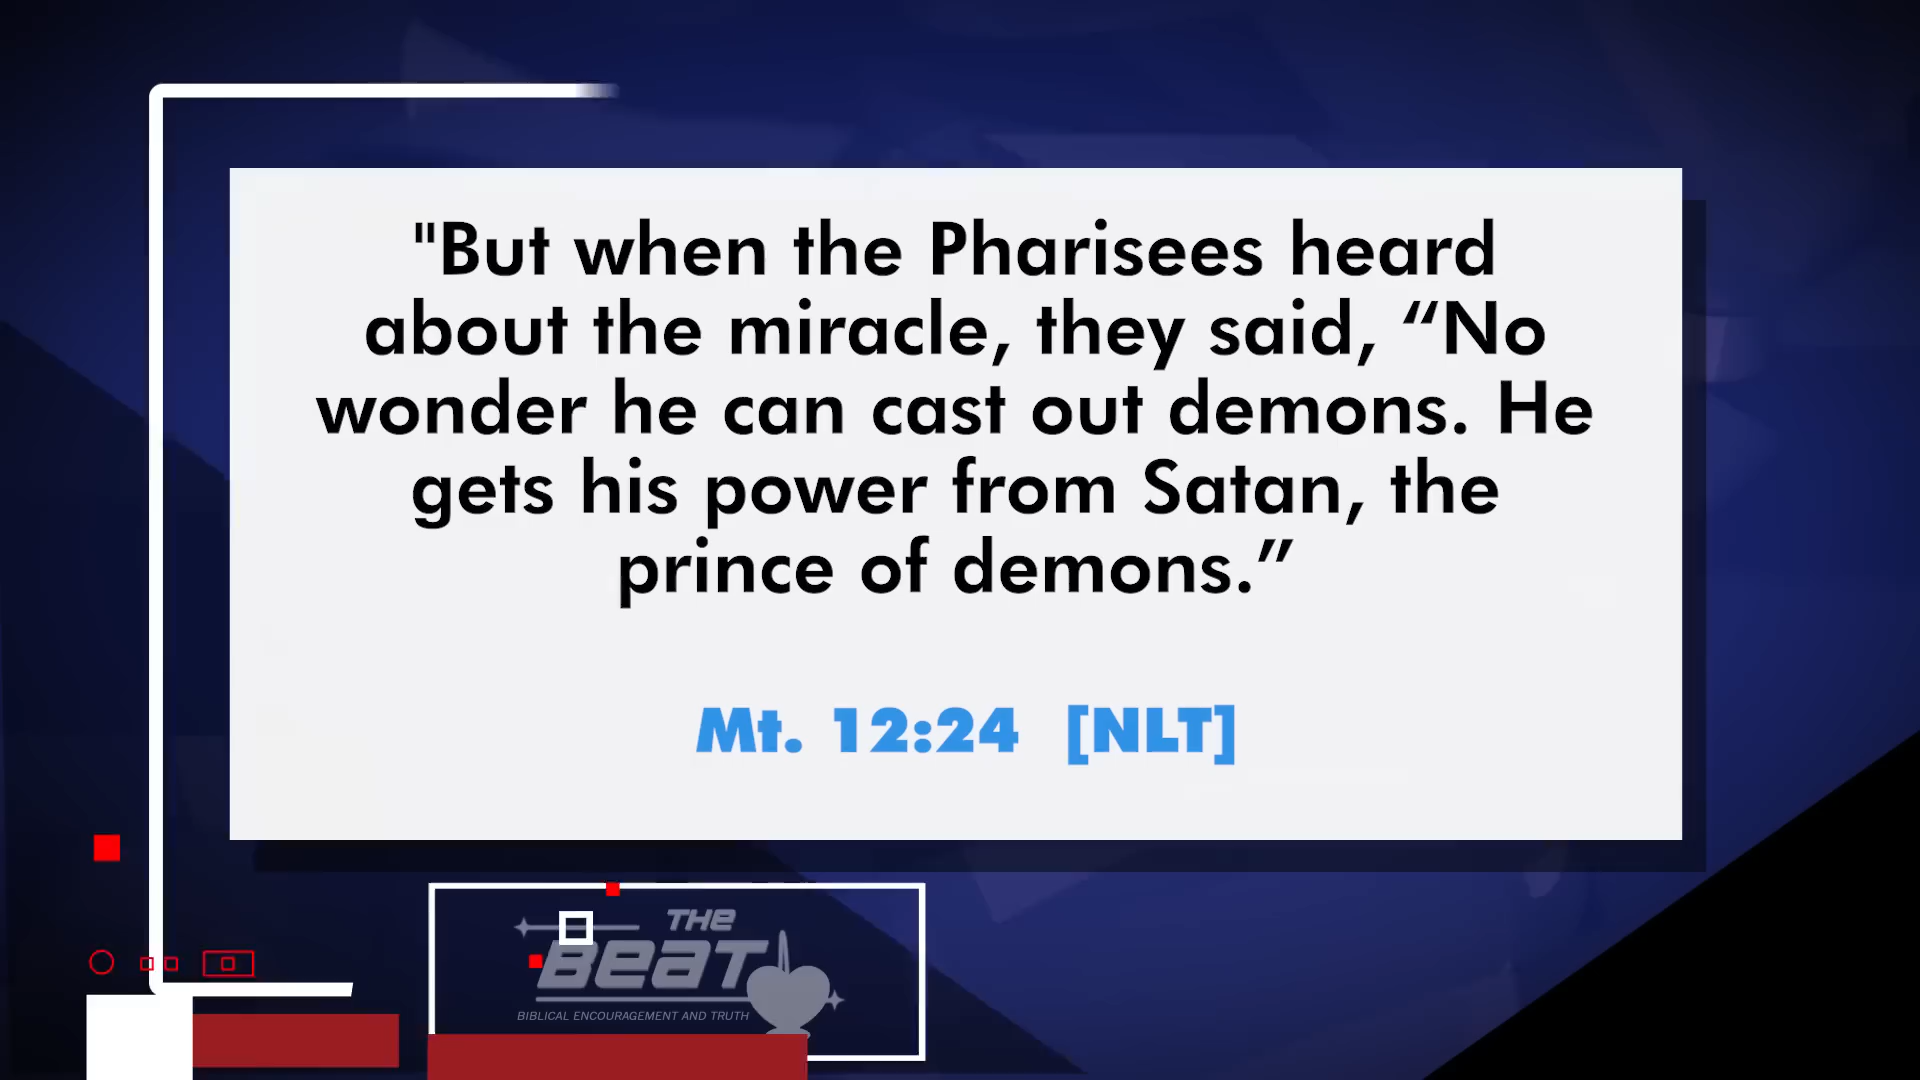 "But when the Pharisees heard
about the miracle, they said, “No
wonder he can cast out demons. He
gets his power from Satan, the
prince of demons.”
Mt. 12:24 [NLT]
THE
BEAT
BIBLICAL ENCOURAGEMENT AND TRUTH